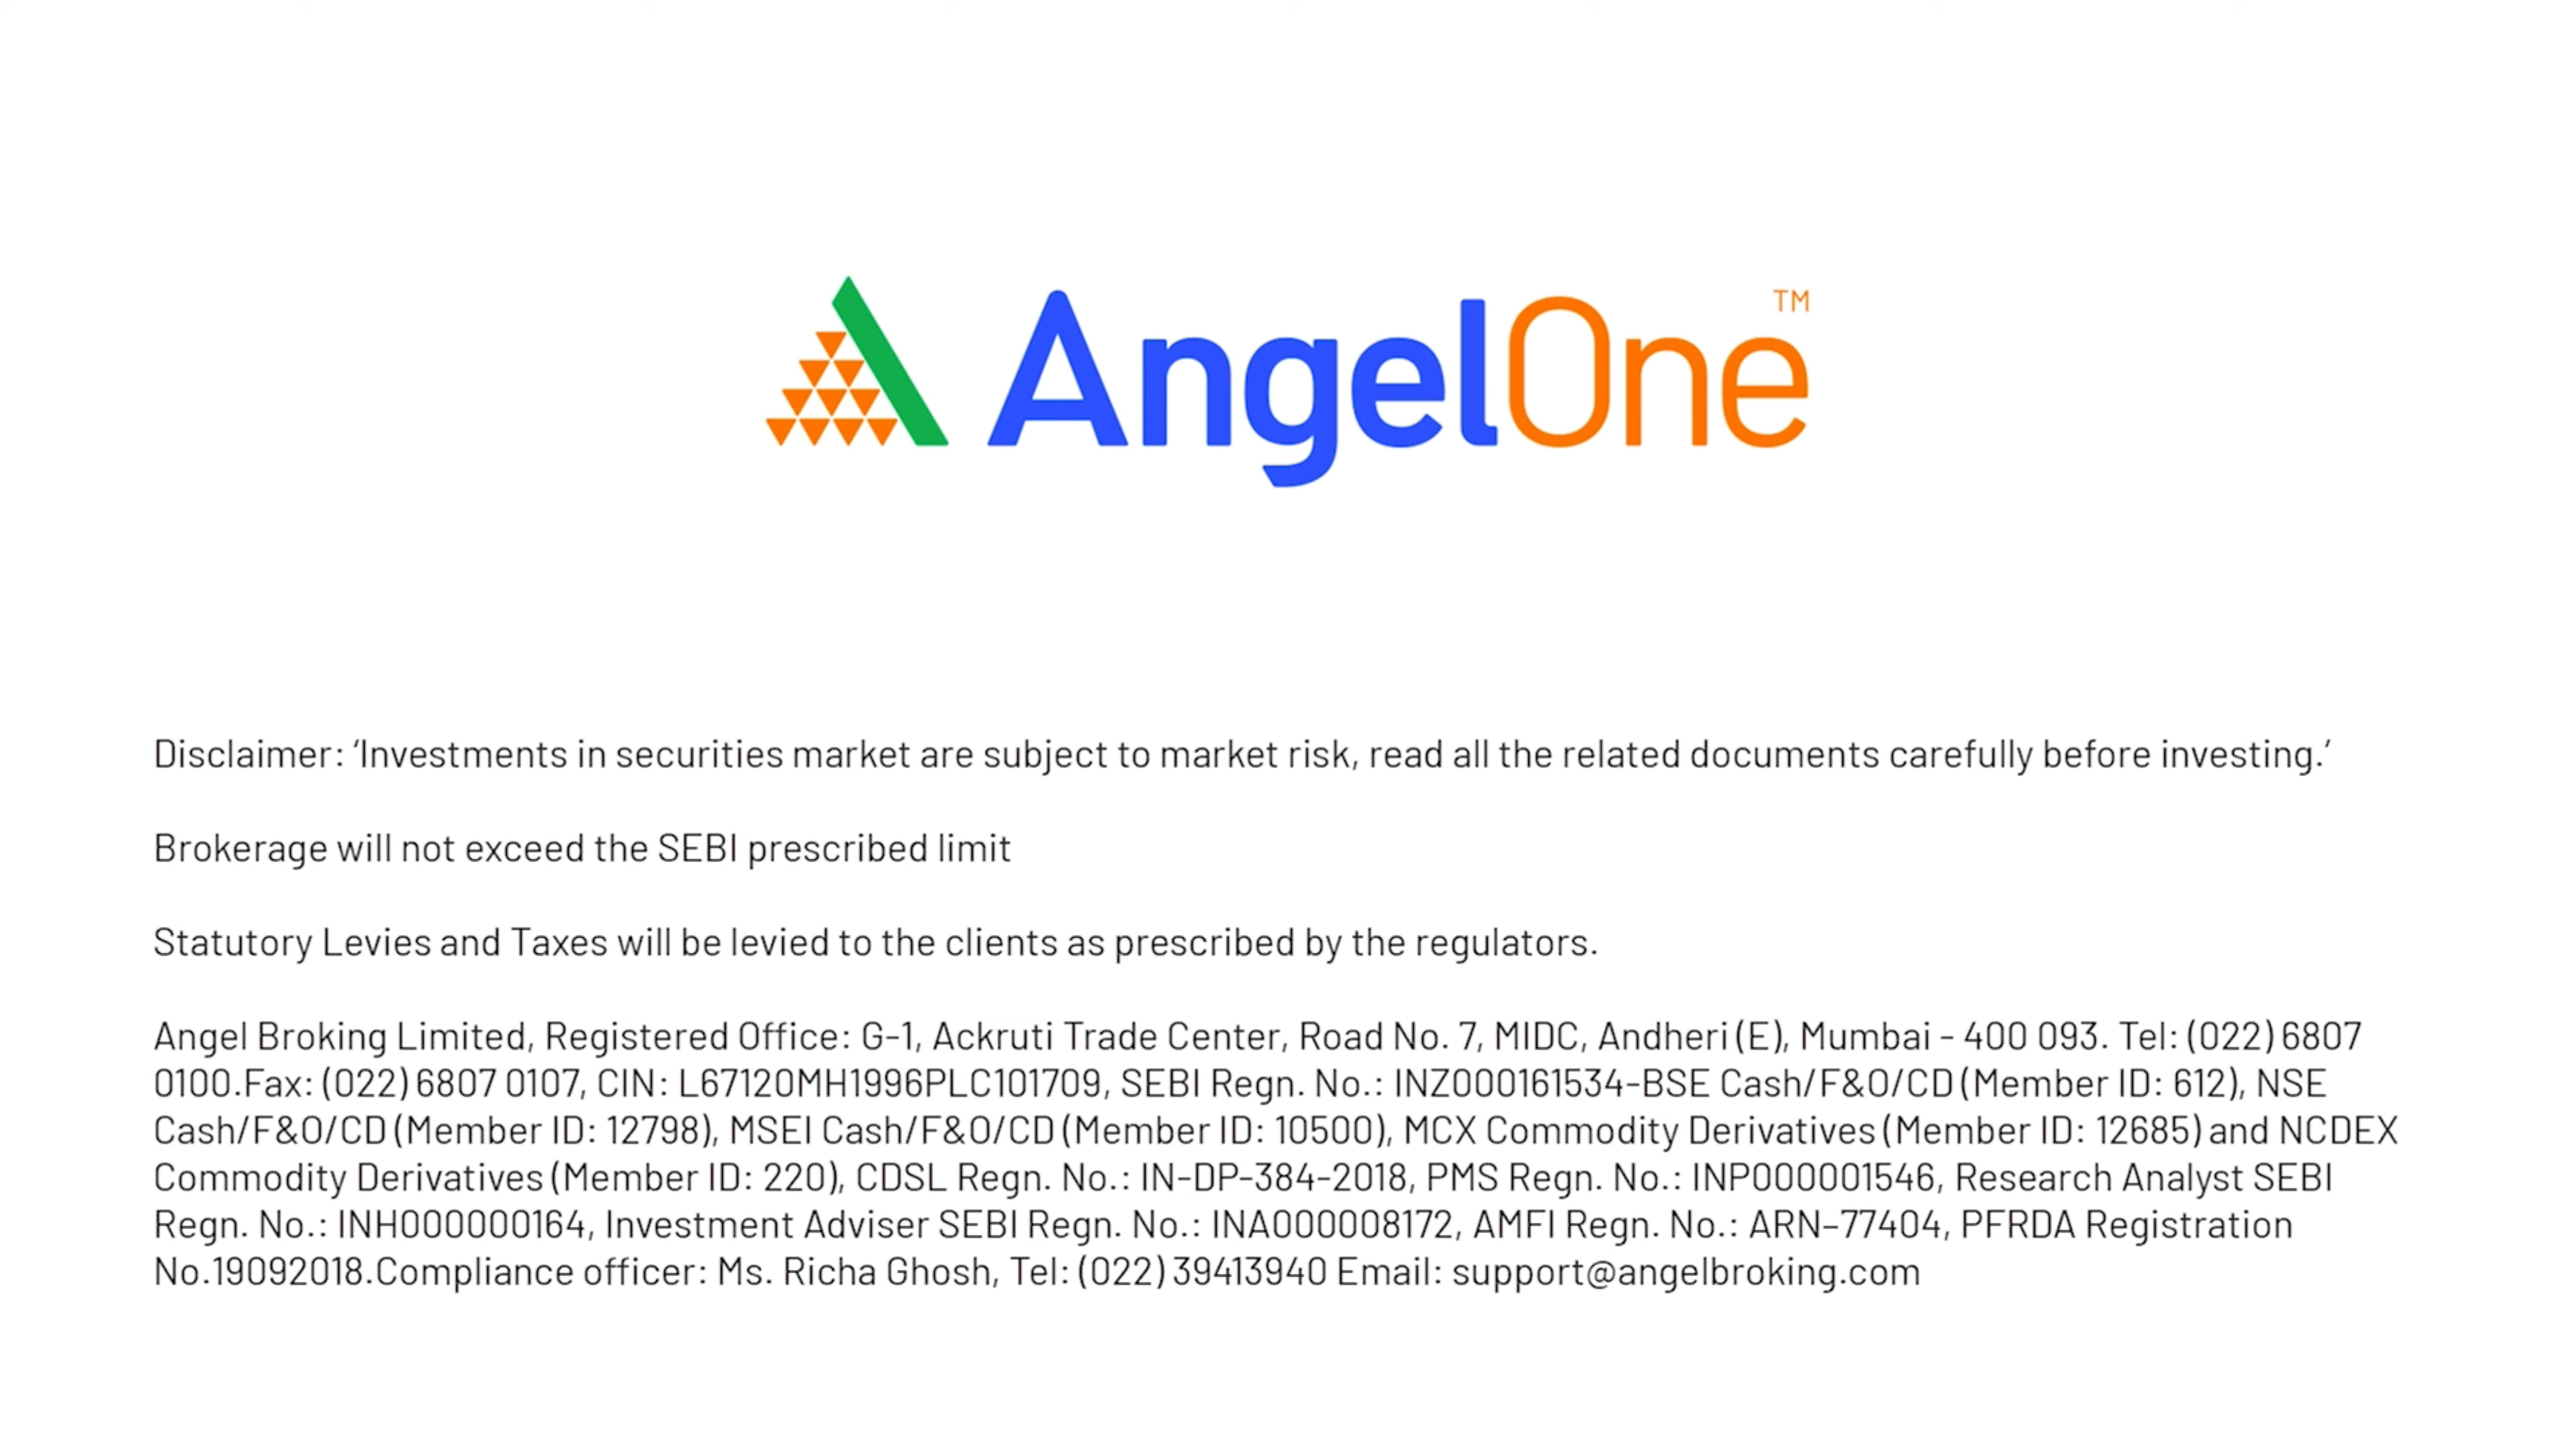 AngelOne™
Disclaimer: ‘Investments in securities market are subject to market risk, read all the related documents carefully before investing.’
Brokerage will not exceed the SEBI prescribed limit
Statutory Levies and Taxes will be levied to the clients as prescribed by the regulators.
Angel Broking Limited, Registered Office: G-1, Ackruti Trade Center, Road No. 7, MIDC, Andheri (E), Mumbai - 400 093. Tel: (022) 6807
0100.Fax: (022) 6807 0107, CIN: L67120MH1996PLC101709, SEBI Regn. No.: INZ000161534-BSE Cash/F&O/CD (Member ID: 612), NSE
Cash/F&O/CD (Member ID: 12798), MSEI Cash/F&O/CD (Member ID: 10500), MCX Commodity Derivatives (Member ID: 12685) and NCDEX
Commodity Derivatives (Member ID: 220), CDSL Regn. No.: IN-DP-384-2018, PMS Regn. No.: INP000001546, Research Analyst SEBI
Regn. No.: INH000000164, Investment Adviser SEBI Regn. No.: INA000008172, AMFI Regn. No.: ARN–77404, PFRDA Registration
No.19092018.Compliance officer: Ms. Richa Ghosh, Tel: (022) 39413940 Email: support@angelbroking.com